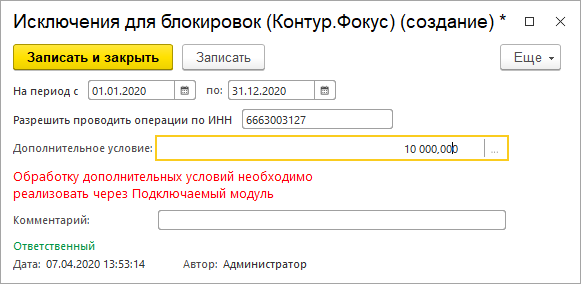 Исключения для блокировок (Контур.Фокус) (создание) *
Записать и закрыть Записать Еще
На период с 01.01.2020 по: 31.12.2020
Разрешить проводить операции по ИНН 6663003127
Дополнительное условие: 10 000,000 ...
Обработку дополнительных условий необходимо
реализовать через Подключаемый модуль
Комментарий:
Ответственный
Дата: 07.04.2020 13:53:14 Автор: Администратор